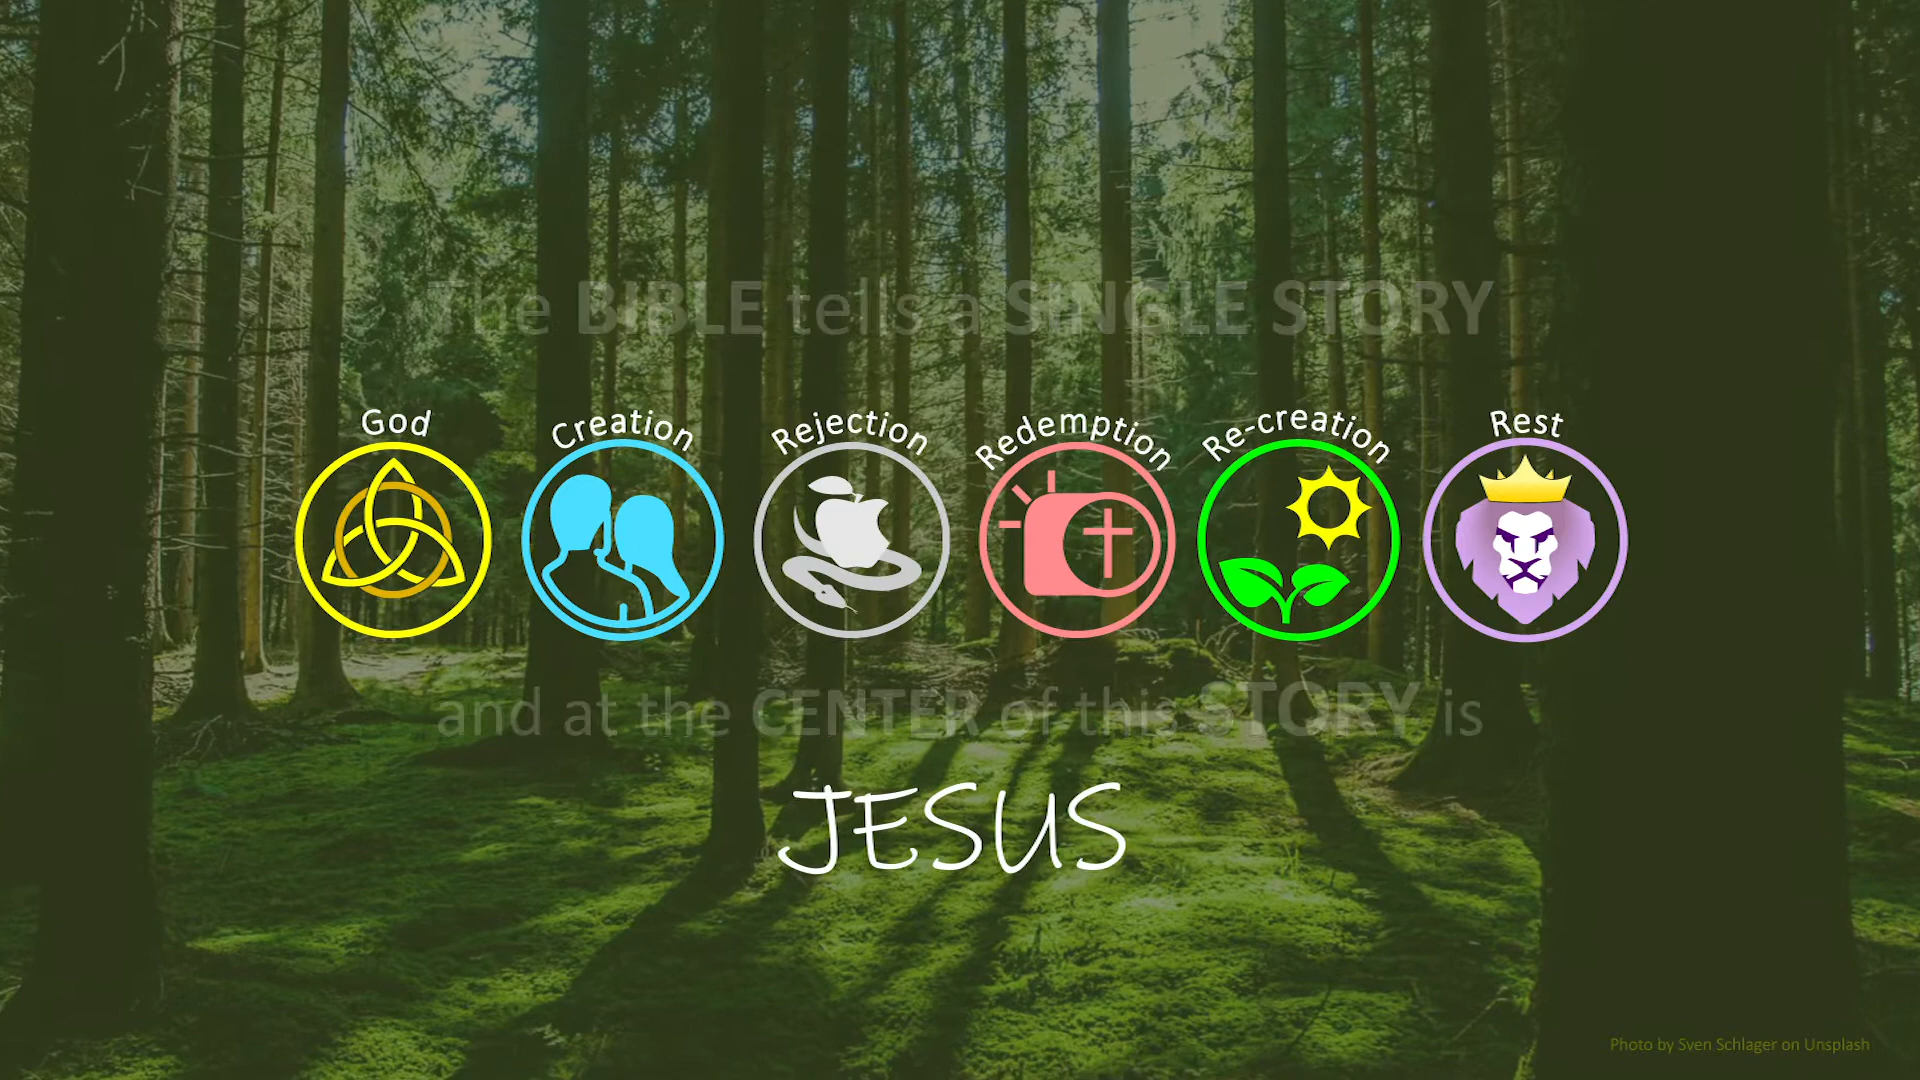 The BIBLE tells a SINGLE STORY
God Creation Rejection Redemption Re-creation Rest
and at the CENTER of this STORY is
JESUS
Photo by Sven Schlager on Unsplash